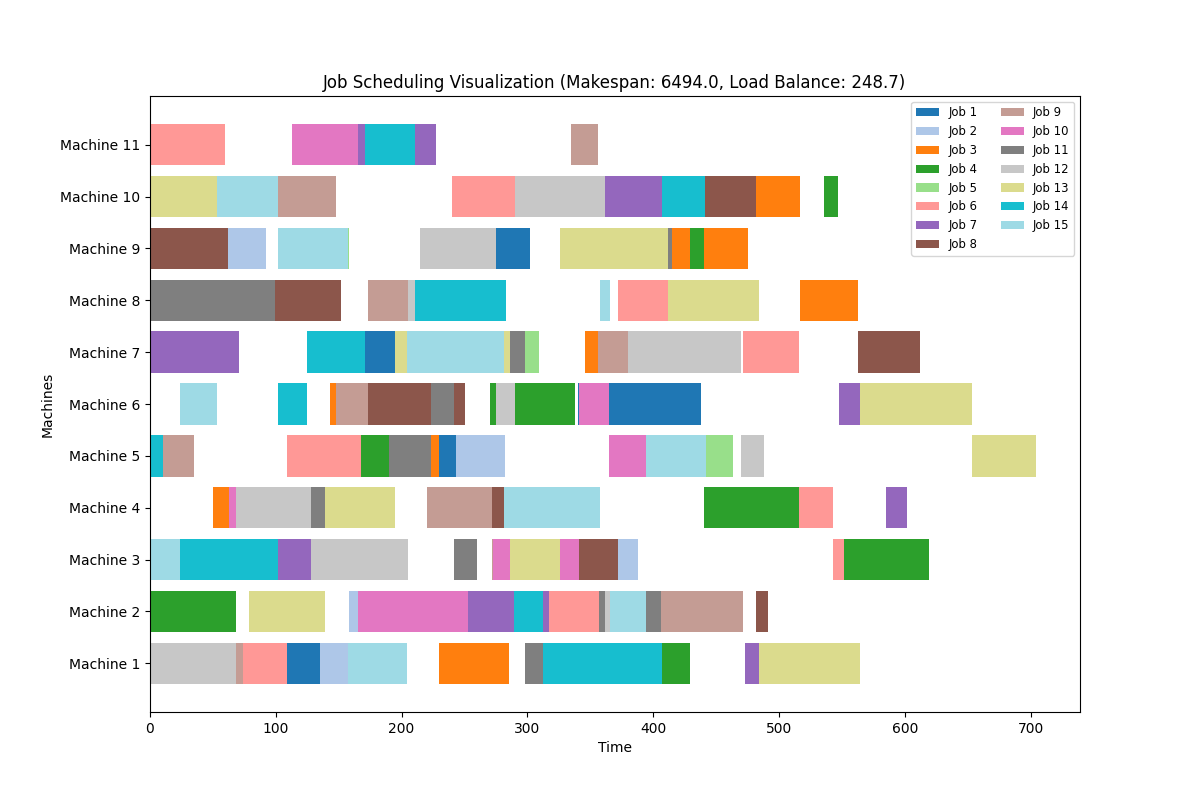 Job Scheduling Visualization (Makespan: 6494.0, Load Balance: 248.7)
Machines
Machine 11
Machine 10
Machine 9
Machine 8
Machine 7
Machine 6
Machine 5
Machine 4
Machine 3
Machine 2
Machine 1
0 100 200 300 400 500 600 700
Time
Job 1
Job 2
Job 3
Job 4
Job 5
Job 6
Job 7
Job 8
Job 9
Job 10
Job 11
Job 12
Job 13
Job 14
Job 15